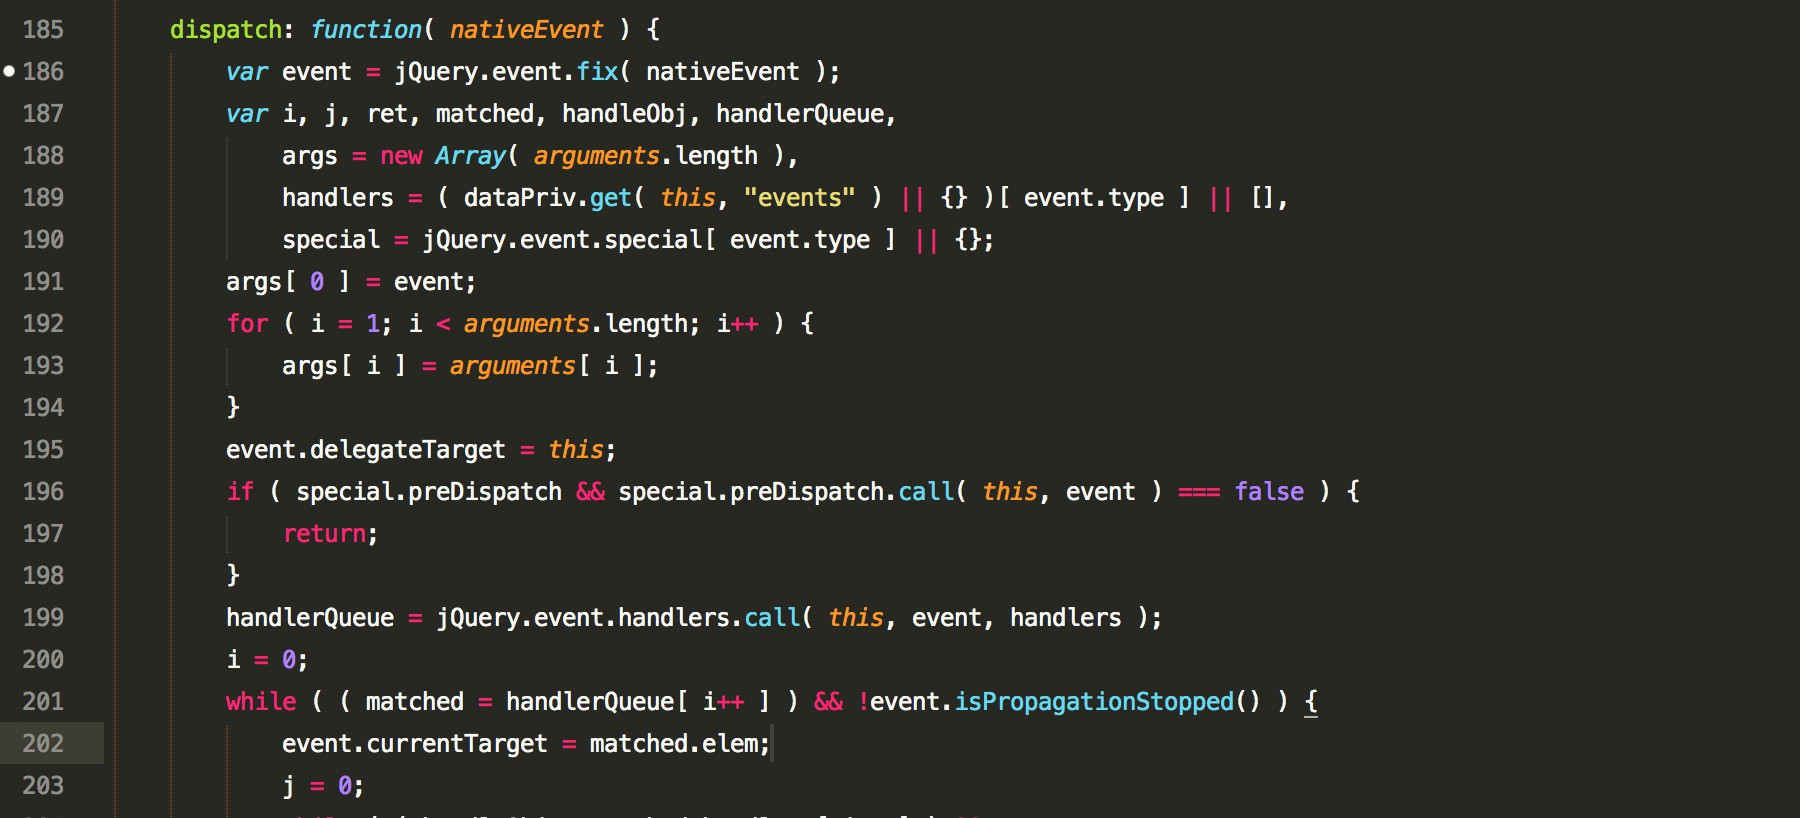 185 dispatch: function( nativeEvent ) {
186 var event = jQuery.event.fix( nativeEvent );
187 var i, j, ret, matched, handleObj, handlerQueue,
188 args = new Array( arguments.length ),
189 handlers = ( dataPriv.get( this, "events" ) || {} )[ event.type ] || [],
190 special = jQuery.event.special[ event.type ] || {};
191 args[ 0 ] = event;
192 for ( i = 1; i < arguments.length; i++ ) {
193 args[ i ] = arguments[ i ];
194 }
195 event.delegateTarget = this;
196 if ( special.preDispatch && special.preDispatch.call( this, event ) === false ) {
197 return;
198 }
199 handlerQueue = jQuery.event.handlers.call( this, event, handlers );
200 i = 0;
201 while ( ( matched = handlerQueue[ i++ ] ) && !event.isPropagationStopped() ) {
202 event.currentTarget = matched.elem;
203 j = 0;